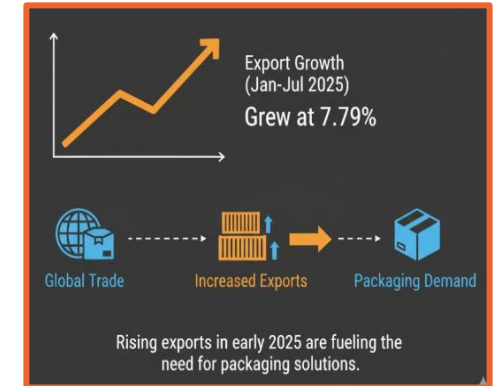 Export Growth
(Jan-Jul 2025)
Grew at 7.79%
Global Trade
Increased Exports
Packaging Demand
Rising exports in early 2025 are fueling the
need for packaging solutions.